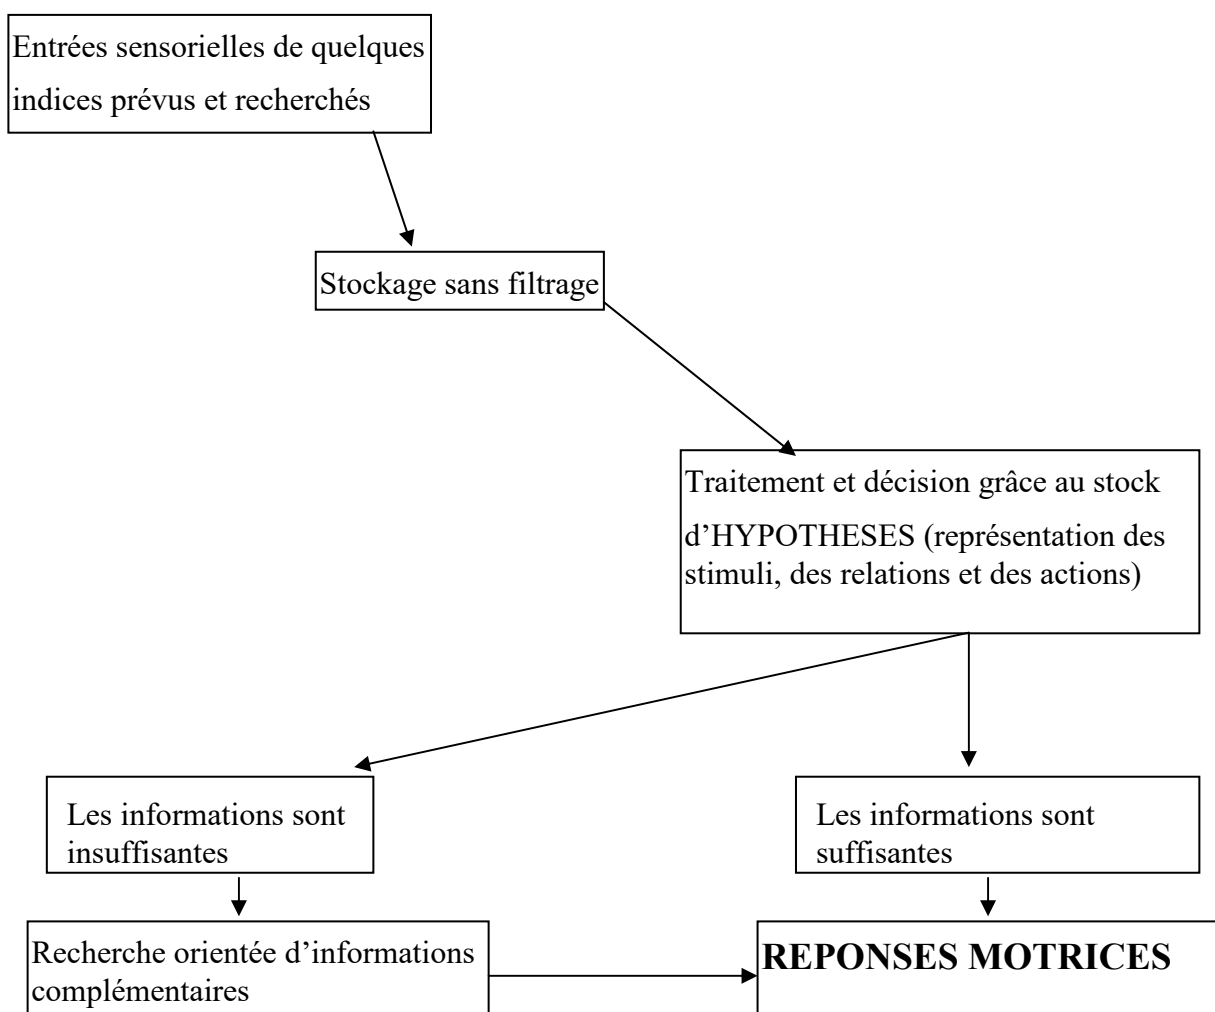 Entrées sensorielles de quelques
indices prévus et recherchés
Stockage sans filtrage
Traitement et décision grâce au stock
d’HYPOTHESES (représentation des
stimuli, des relations et des actions)
Les informations sont
insuffisantes
Les informations sont
suffisantes
Recherche orientée d’informations
complémentaires
REPONSES MOTRICES